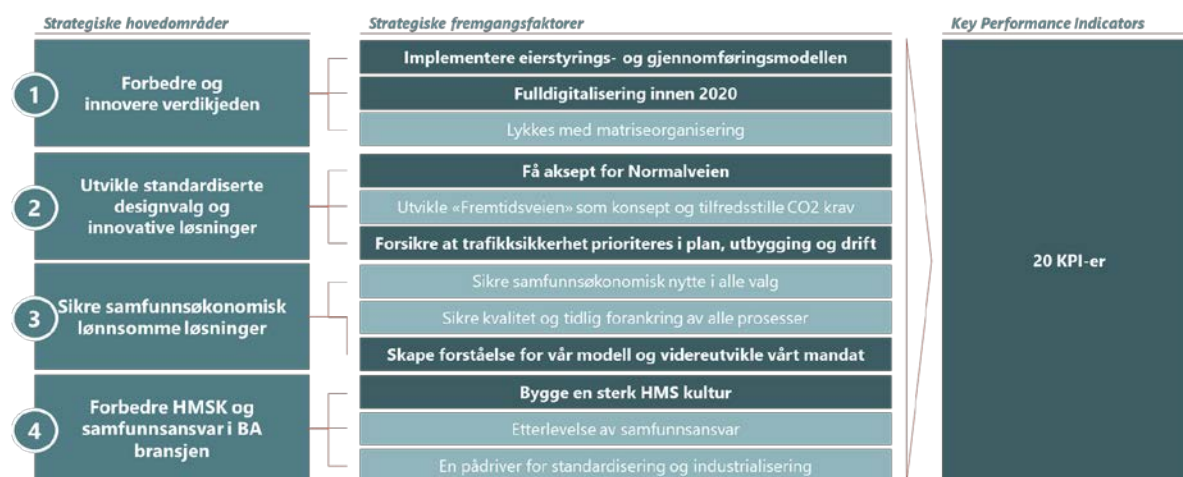 Strategiske hovedområder
Strategiske fremgangsfaktorer
Key Performance Indicators
1
Forbedre og
innovere verdikjeden
Implementere eierstyrings- og gjennomføringsmodellen
Fulldigitalisering innen 2020
Lykkes med matriseorganisering
2
Utvikle standardiserte
designvalg og
innovative løsninger
Få aksept for Normalveien
Utvikle «Fremtidsveien» som konsept og tilfredsstille CO2 krav
Forsikre at trafikksikkerhet prioriteres i plan, utbygging og drift
3
Sikre samfunnsøkonomisk
lønnsomme løsninger
Sikre samfunnsøkonomisk nytte i alle valg
Sikre kvalitet og tidlig forankring av alle prosesser
Skape forståelse for vår modell og videreutvikle vårt mandat
4
Forbedre HMSK og
samfunnsansvar i BA
bransjen
Bygge en sterk HMS kultur
Etterlevelse av samfunnsansvar
En pådriver for standardisering og industrialisering
20 KPI-er